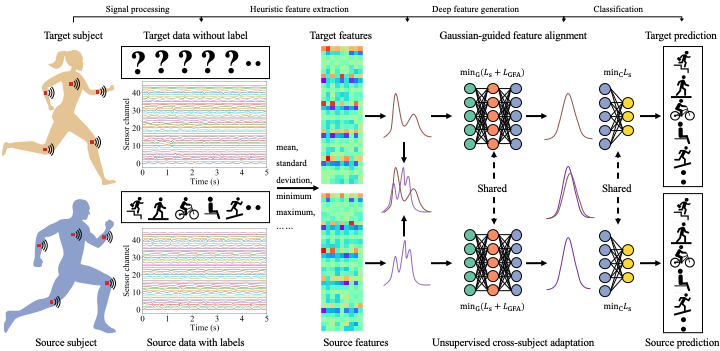 Signal processing
Heuristic feature extraction
Deep feature generation
Classification
Target subject
Target data without label
Target features
Gaussian-guided feature alignment
Target prediction
? ? ? ? ?
min_G(L_s + L_GFA)
min_C L_s
Sensor channel
40
30
20
10
0
0 1 2 3 4 5
Time (s)
mean,
standard
deviation,
minimum
maximum,
……
Shared
Shared
Sensor channel
40
30
20
10
0
0 1 2 3 4 5
Time (s)
min_G(L_s + L_GFA)
min_C L_s
Source subject
Source data with labels
Source features
Unsupervised cross-subject adaptation
Source prediction